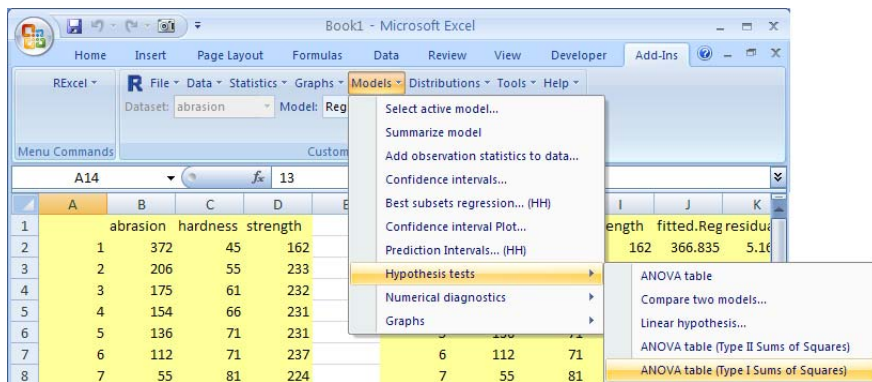 Book1 - Microsoft Excel
Home Insert Page Layout Formulas Data Review View Developer Add-Ins
RExcel R File Data Statistics Graphs Models Distributions Tools Help
Dataset: abrasion Model: Reg
Menu Commands Custom
Select active model...
Summarize model
Add observation statistics to data...
Confidence intervals...
Best subsets regression... (HH)
Confidence interval Plot...
Prediction Intervals... (HH)
Hypothesis tests
Numerical diagnostics
Graphs
ANOVA table
Compare two models...
Linear hypothesis...
ANOVA table (Type II Sums of Squares)
ANOVA table (Type I Sums of Squares)
A14 fx 13
A B C D E I J K
1 abrasion hardness strength ength fitted.Reg residua
2 1 372 45 162 162 366.835 5.16
3 2 206 55 233
4 3 175 61 232
5 4 154 66 231
6 5 136 71 231 5 136 71
7 6 112 71 237 6 112 71
8 7 55 81 224 7 55 81